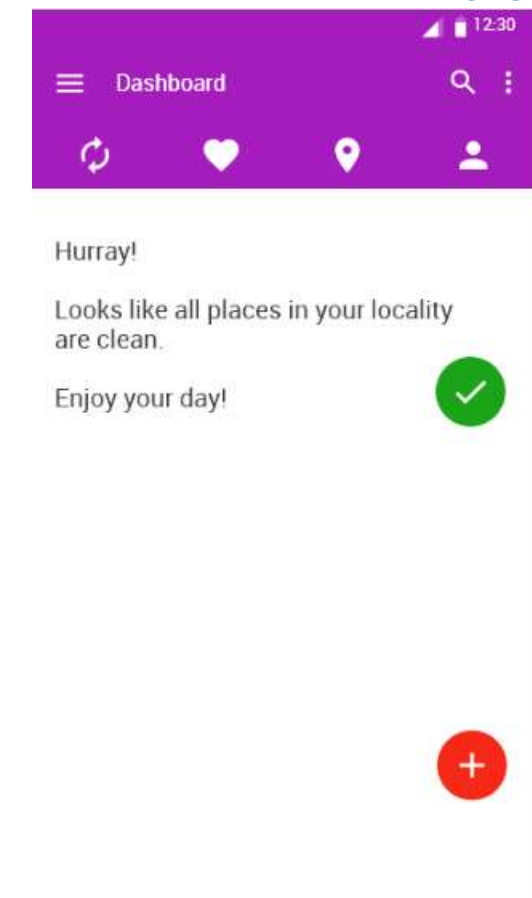 12:30
Dashboard
Hurray!
Looks like all places in your locality
are clean.
Enjoy your day!